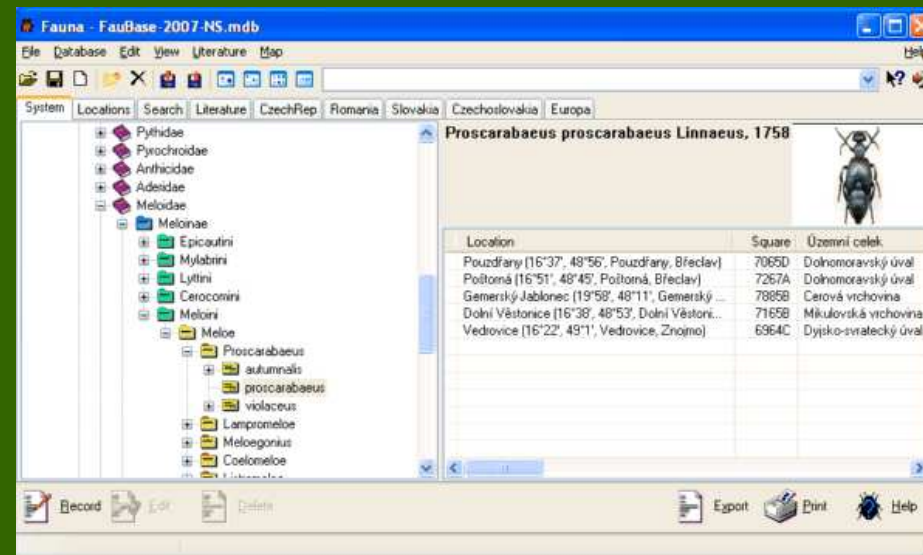 Fauna - FauBase-2007-NS.mdb
File Database Edit View Literature Map Help
System Locations Search Literature CzechRep Romania Slovakia Czechoslovakia Europa
Pythidae
Pyrochroidae
Anthicidae
Aderidae
Meloidae
Meloinae
Epicautini
Mylabrini
Lyttini
Cerocomini
Meloini
Meloe
Proscarabaeus
autumnalis
proscarabaeus
violaceus
Lampromeloe
Meloegonius
Coelomeloe
Proscarabaeus proscarabaeus Linnaeus, 1758
Location Square Územní celek
Pouzdřany (16°37', 48°56', Pouzdřany, Břeclav) 7065D Dolnomoravský úval
Poštorná (16°51', 48°45', Poštorná, Břeclav) 7267A Dolnomoravský úval
Gemerský Jablonec (19°58', 48°11', Gemerský ... 7885B Cerová vrchovina
Dolní Věstonice (16°38', 48°53', Dolní Věstoni... 7165B Mikulovská vrchovina
Vedrovice (16°22', 49°1', Vedrovice, Znojmo) 6964C Dyjsko-svratecký úval
Record Edit Delete Export Print Help